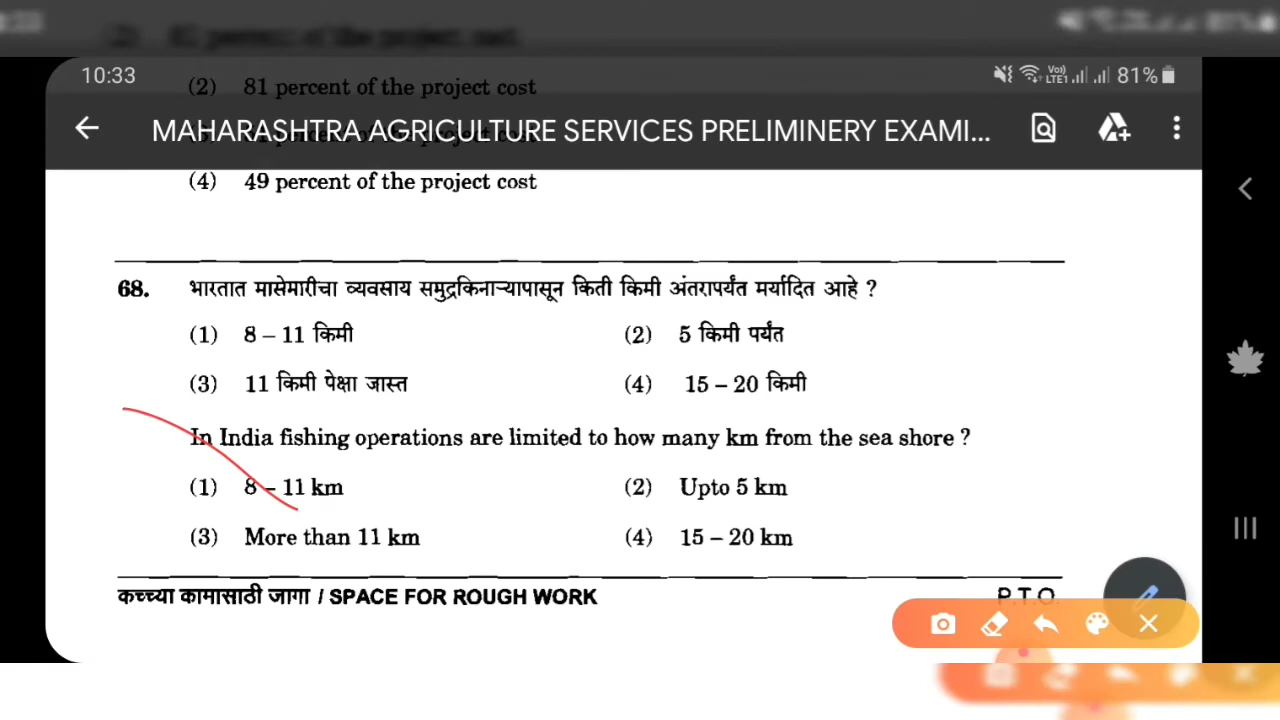 10:33
Vo)) LTE1 81%
(2) 81 percent of the project cost
MAHARASHTRA AGRICULTURE SERVICES PRELIMINERY EXAMI...
(4) 49 percent of the project cost
68. भारतात मासेमारीचा व्यवसाय समुद्रकिनाऱ्यापासून किती किमी अंतरापर्यंत मर्यादित आहे ?
(1) 8 – 11 किमी (2) 5 किमी पर्यंत
(3) 11 किमी पेक्षा जास्त (4) 15 – 20 किमी
In India fishing operations are limited to how many km from the sea shore ?
(1) 8 – 11 km (2) Upto 5 km
(3) More than 11 km (4) 15 – 20 km
कच्च्या कामासाठी जागा / SPACE FOR ROUGH WORK P.T.O.